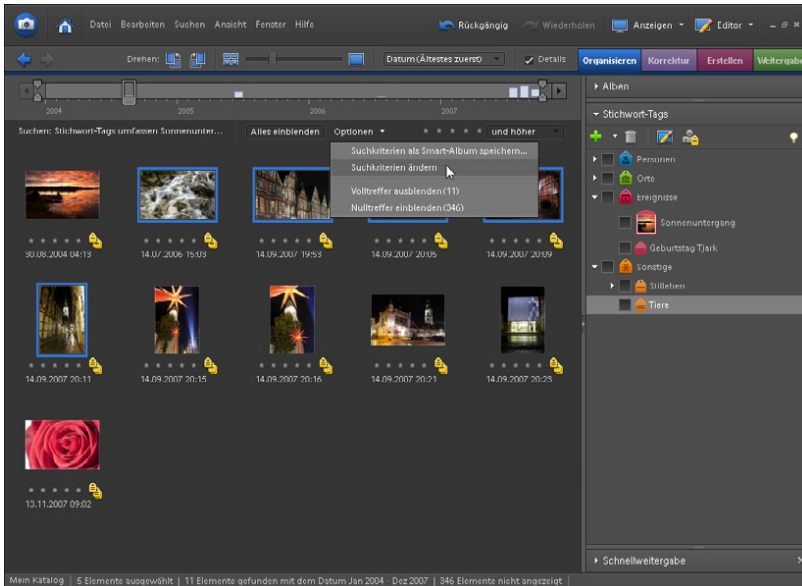 Datei Bearbeiten Suchen Ansicht Fenster Hilfe Rückgängig Wiederholen Anzeigen Editor
Drehen: Datum (Ältestes zuerst) Details Organisieren Korrektur Erstellen Weitergabe
2004 2005 2006 2007
Alben
Stichwort-Tags
Suchen: Stichwort-Tags umfassen Sonnenunter... Alles einblenden Optionen und höher
Suchkriterien als Smart-Album speichern...
Suchkriterien ändern
Volltreffer ausblenden (11)
Nulltreffer einblenden (346)
Personen
Orte
Ereignisse
Sonnenuntergang
Geburtstag Tjark
Sonstige
Stilleben
Tiere
30.08.2004 04:13 14.07.2006 15:03 14.09.2007 19:53 14.09.2007 20:05 14.09.2007 20:09
14.09.2007 20:11 14.09.2007 20:15 14.09.2007 20:16 14.09.2007 20:21 14.09.2007 20:23
13.11.2007 09:02
Schnellweitergabe
Mein Katalog | 5 Elemente ausgewählt | 11 Elemente gefunden mit dem Datum Jan 2004 - Dez 2007 | 346 Elemente nicht angezeigt |